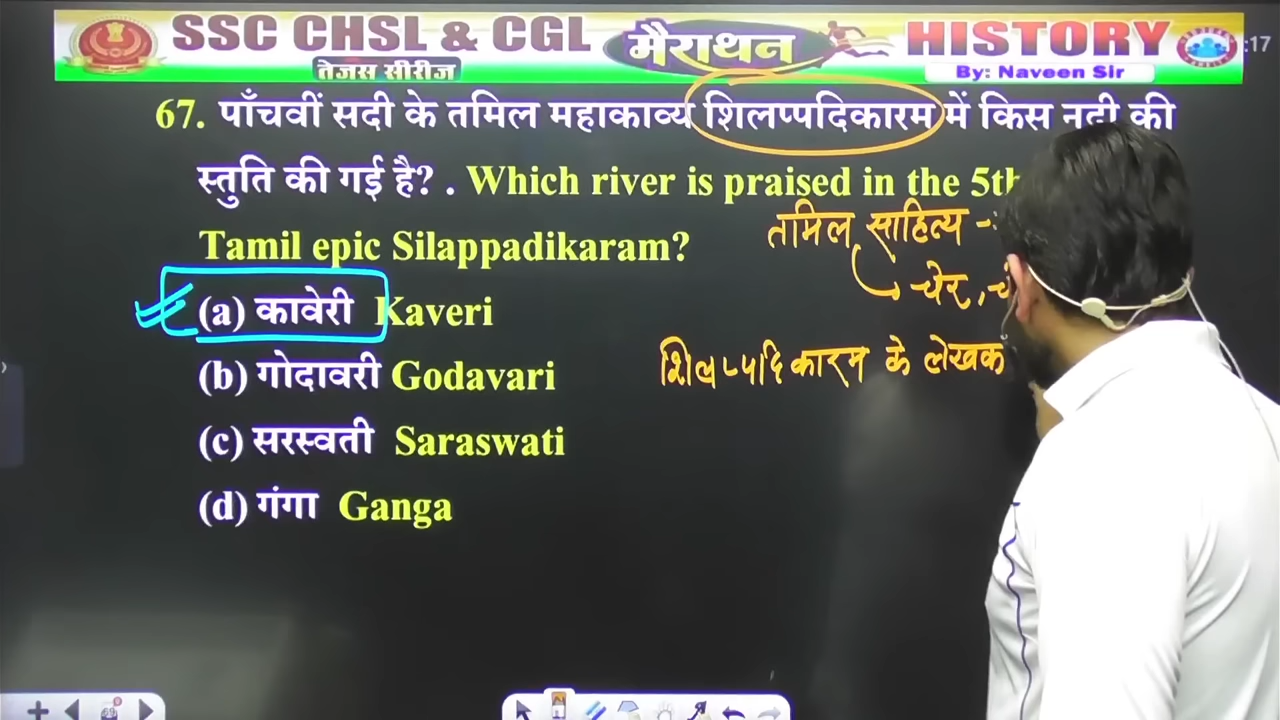 SSC CHSL & CGL मैराथन HISTORY
तेजस सीरीज By: Naveen Sir
:17
67. पाँचवीं सदी के तमिल महाकाव्य शिलप्पदिकारम में किस नदी की
स्तुति की गई है? . Which river is praised in the 5th
तमिल साहित्य -
Tamil epic Silappadikaram?
चेर,
(a) कावेरी Kaveri
शिलप्पदिकारम के लेखक
(b) गोदावरी Godavari
(c) सरस्वती Saraswati
(d) गंगा Ganga